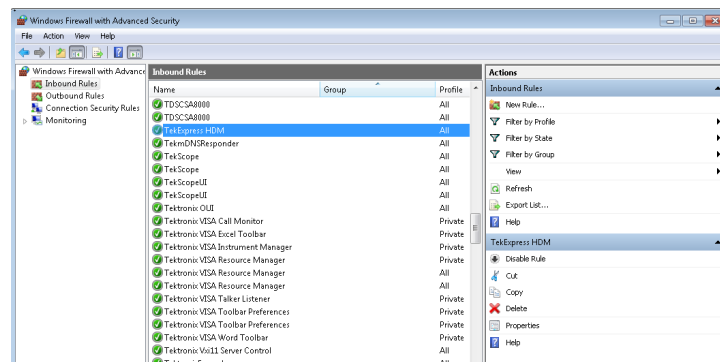 Windows Firewall with Advanced Security
File Action View Help
Windows Firewall with Advance
Inbound Rules
Outbound Rules
Connection Security Rules
Monitoring
Inbound Rules
Name Group Profile
TDSCSA8000 All
TDSCSA8000 All
TekExpress HDM All
TekmDNSResponder All
TekScope All
TekScope All
TekScopeUI All
TekScopeUI All
Tektronix OUI All
Tektronix VISA Call Monitor Private
Tektronix VISA Excel Toolbar Private
Tektronix VISA Instrument Manager Private
Tektronix VISA Resource Manager Private
Tektronix VISA Resource Manager All
Tektronix VISA Resource Manager All
Tektronix VISA Talker Listener Private
Tektronix VISA Toolbar Preferences Private
Tektronix VISA Toolbar Preferences Private
Tektronix VISA Word Toolbar Private
Tektronix Vxi11 Server Control All
Actions
Inbound Rules
New Rule...
Filter by Profile
Filter by State
Filter by Group
View
Refresh
Export List...
Help
TekExpress HDM
Disable Rule
Cut
Copy
Delete
Properties
Help